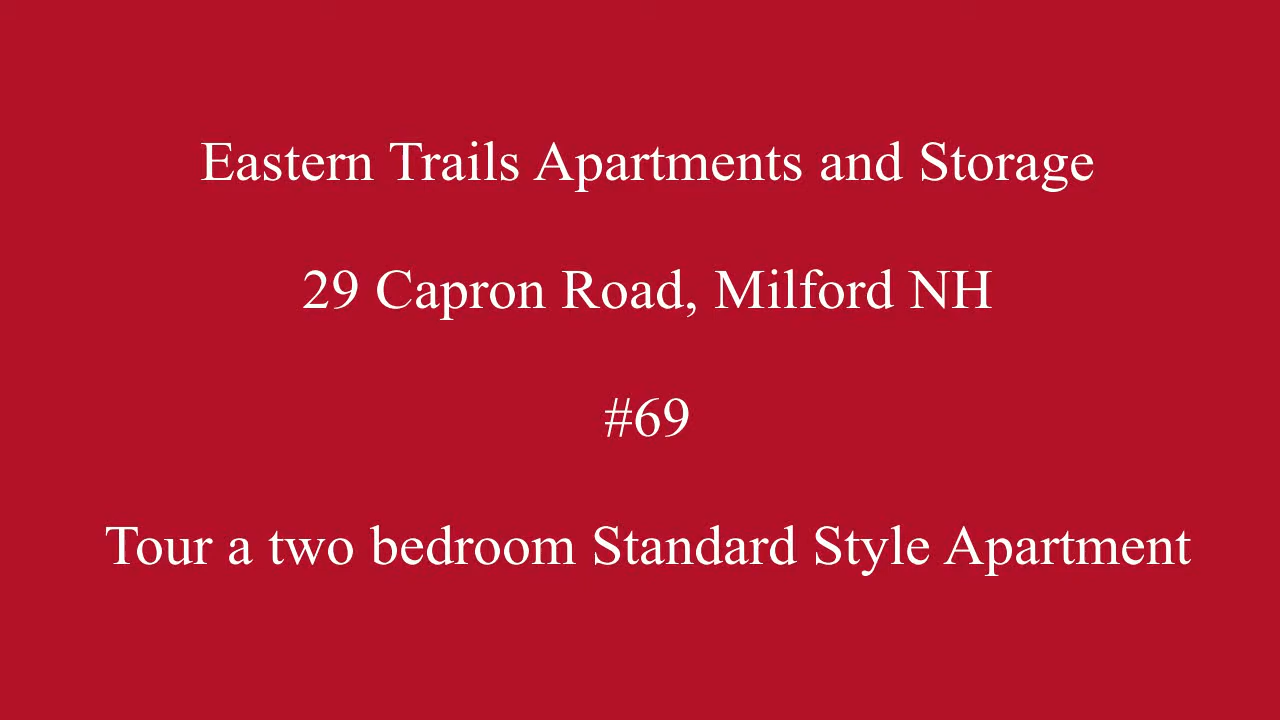 Eastern Trails Apartments and Storage
29 Capron Road, Milford NH
#69
Tour a two bedroom Standard Style Apartment